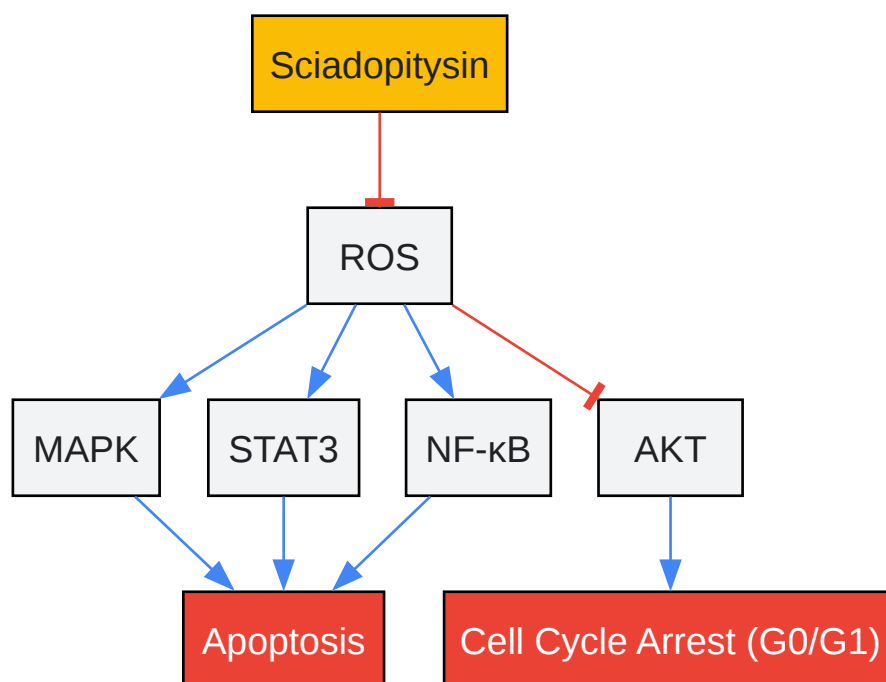 Sciadopitysin
ROS
MAPK
STAT3
NF-κB
AKT
Apoptosis
Cell Cycle Arrest (G0/G1)